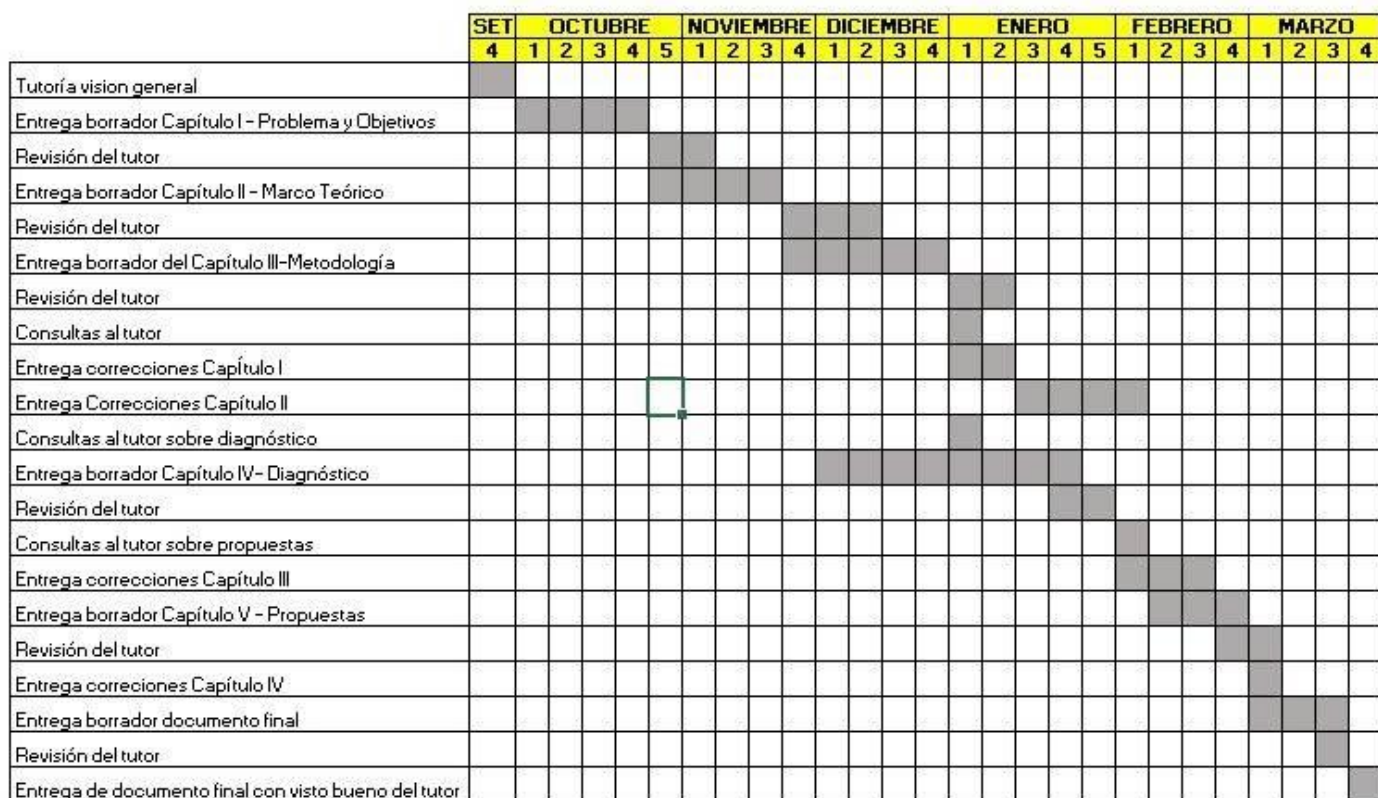 SET OCTUBRE NOVIEMBRE DICIEMBRE ENERO FEBRERO MARZO
4 1 2 3 4 5 1 2 3 4 1 2 3 4 1 2 3 4 5 1 2 3 4 1 2 3 4
Tutoría vision general
Entrega borrador Capítulo I - Problema y Objetivos
Revisión del tutor
Entrega borrador Capítulo II - Marco Teórico
Revisión del tutor
Entrega borrador del Capítulo III-Metodología
Revisión del tutor
Consultas al tutor
Entrega correcciones CapÍtulo I
Entrega Correcciones Capítulo II
Consultas al tutor sobre diagnóstico
Entrega borrador Capítulo IV- Diagnóstico
Revisión del tutor
Consultas al tutor sobre propuestas
Entrega correcciones Capítulo III
Entrega borrador Capítulo V - Propuestas
Revisión del tutor
Entrega correciones Capítulo IV
Entrega borrador documento final
Revisión del tutor
Entrega de documento final con visto bueno del tutor